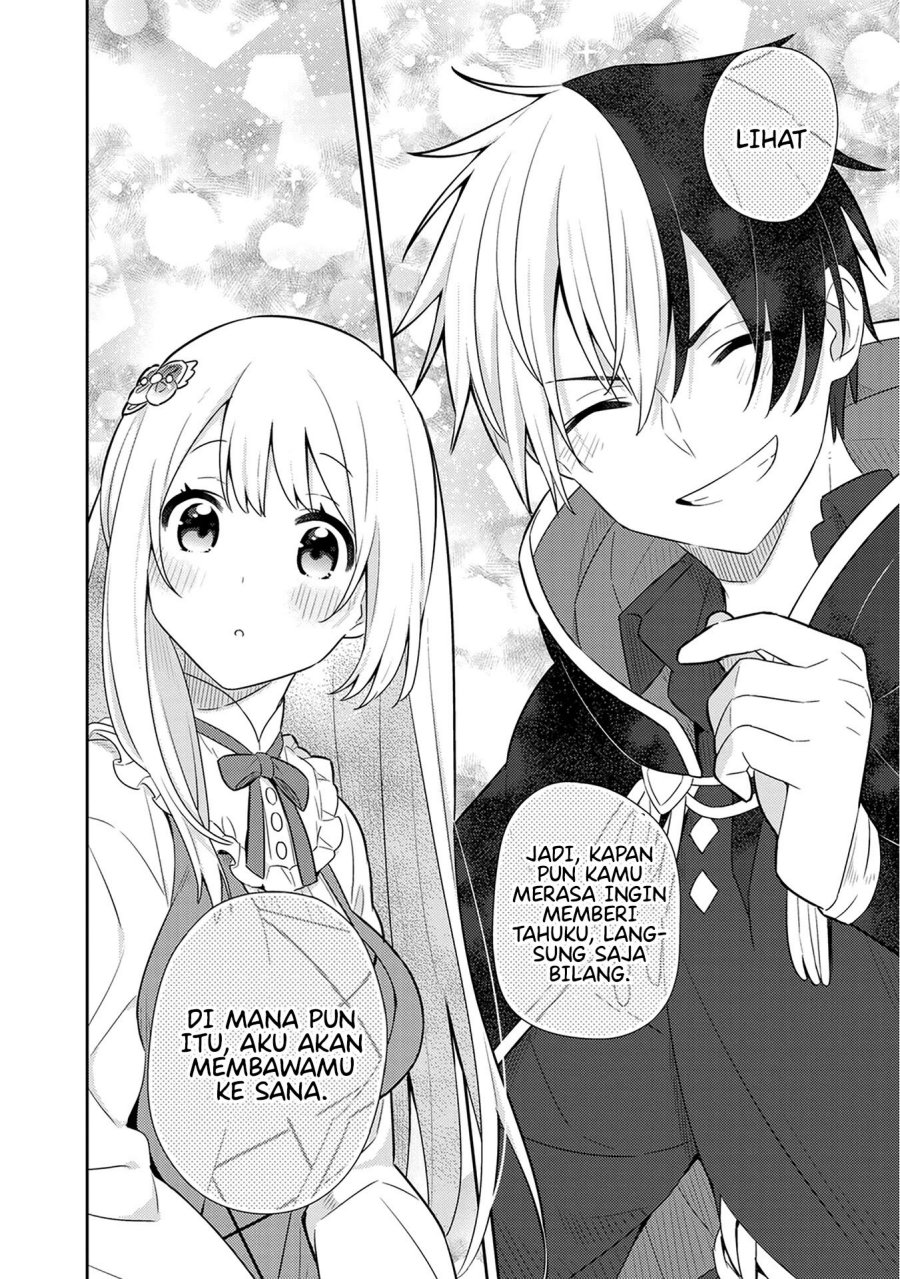 LIHAT
JADI, KAPAN
PUN KAMU
MERASA INGIN
MEMBERI
TAHUKU, LANG-
SUNG SAJA
BILANG.
DI MANA PUN
ITU, AKU AKAN
MEMBAWAMU
KE SANA.